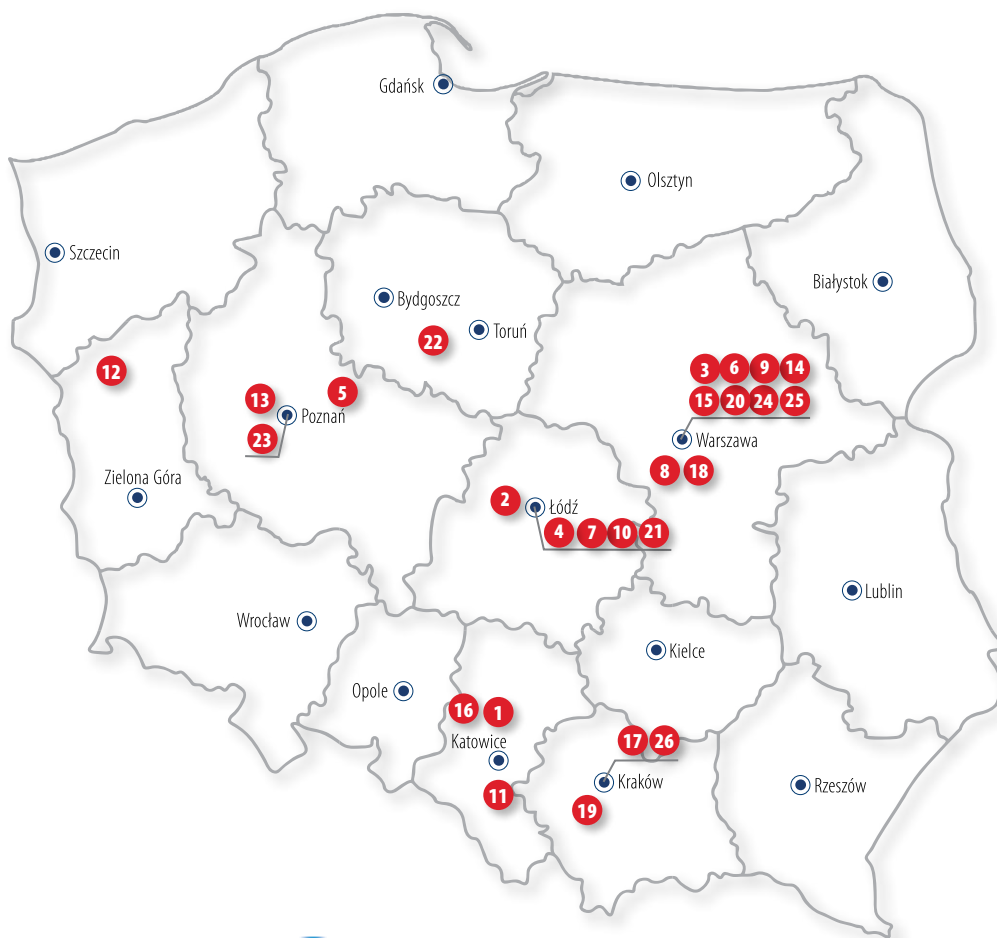 Gdańsk
Olsztyn
Szczecin
Białystok
Bydgoszcz
Toruń
22
12
3 6 9 14
13
5
15 20 24 25
Poznań
23
Warszawa
8 18
Zielona Góra
2
Łódź
4 7 10 21
Lublin
Wrocław
Kielce
Opole
16 1
Katowice
17 26
Kraków
Rzeszów
11
19